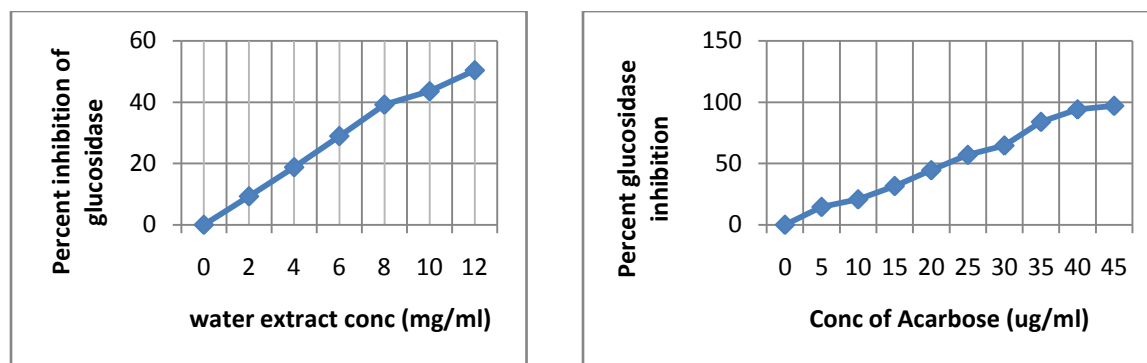 Percent inhibition of
glucosidase
60
40
20
0
0 2 4 6 8 10 12
water extract conc (mg/ml)
Percent glucosidase
inhibition
150
100
50
0
0 5 10 15 20 25 30 35 40 45
Conc of Acarbose (ug/ml)